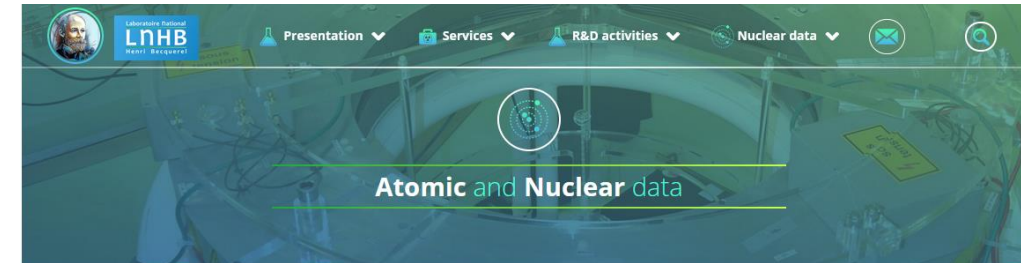 Laboratoire National
LNHB
Henri Becquerel
Presentation
Services
R&D activities
Nuclear data
Atomic and Nuclear data